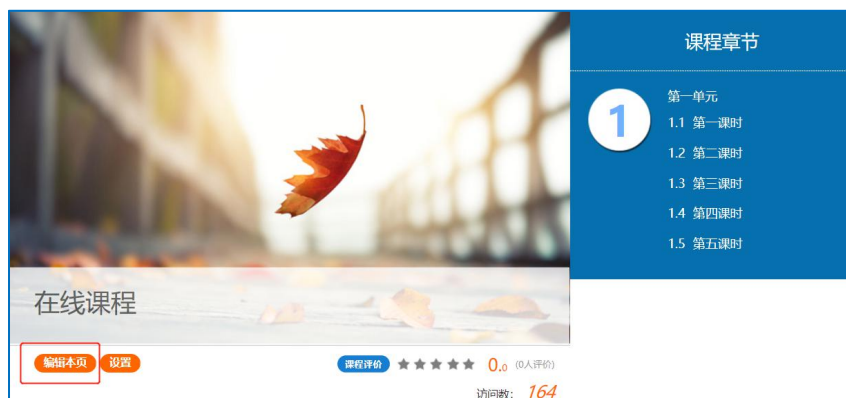 课程章节
1
第一单元
1.1 第一课时
1.2 第二课时
1.3 第三课时
1.4 第四课时
1.5 第五课时
在线课程
编辑本页 设置
课程评价 0.0 (0人评价)
访问数: 164